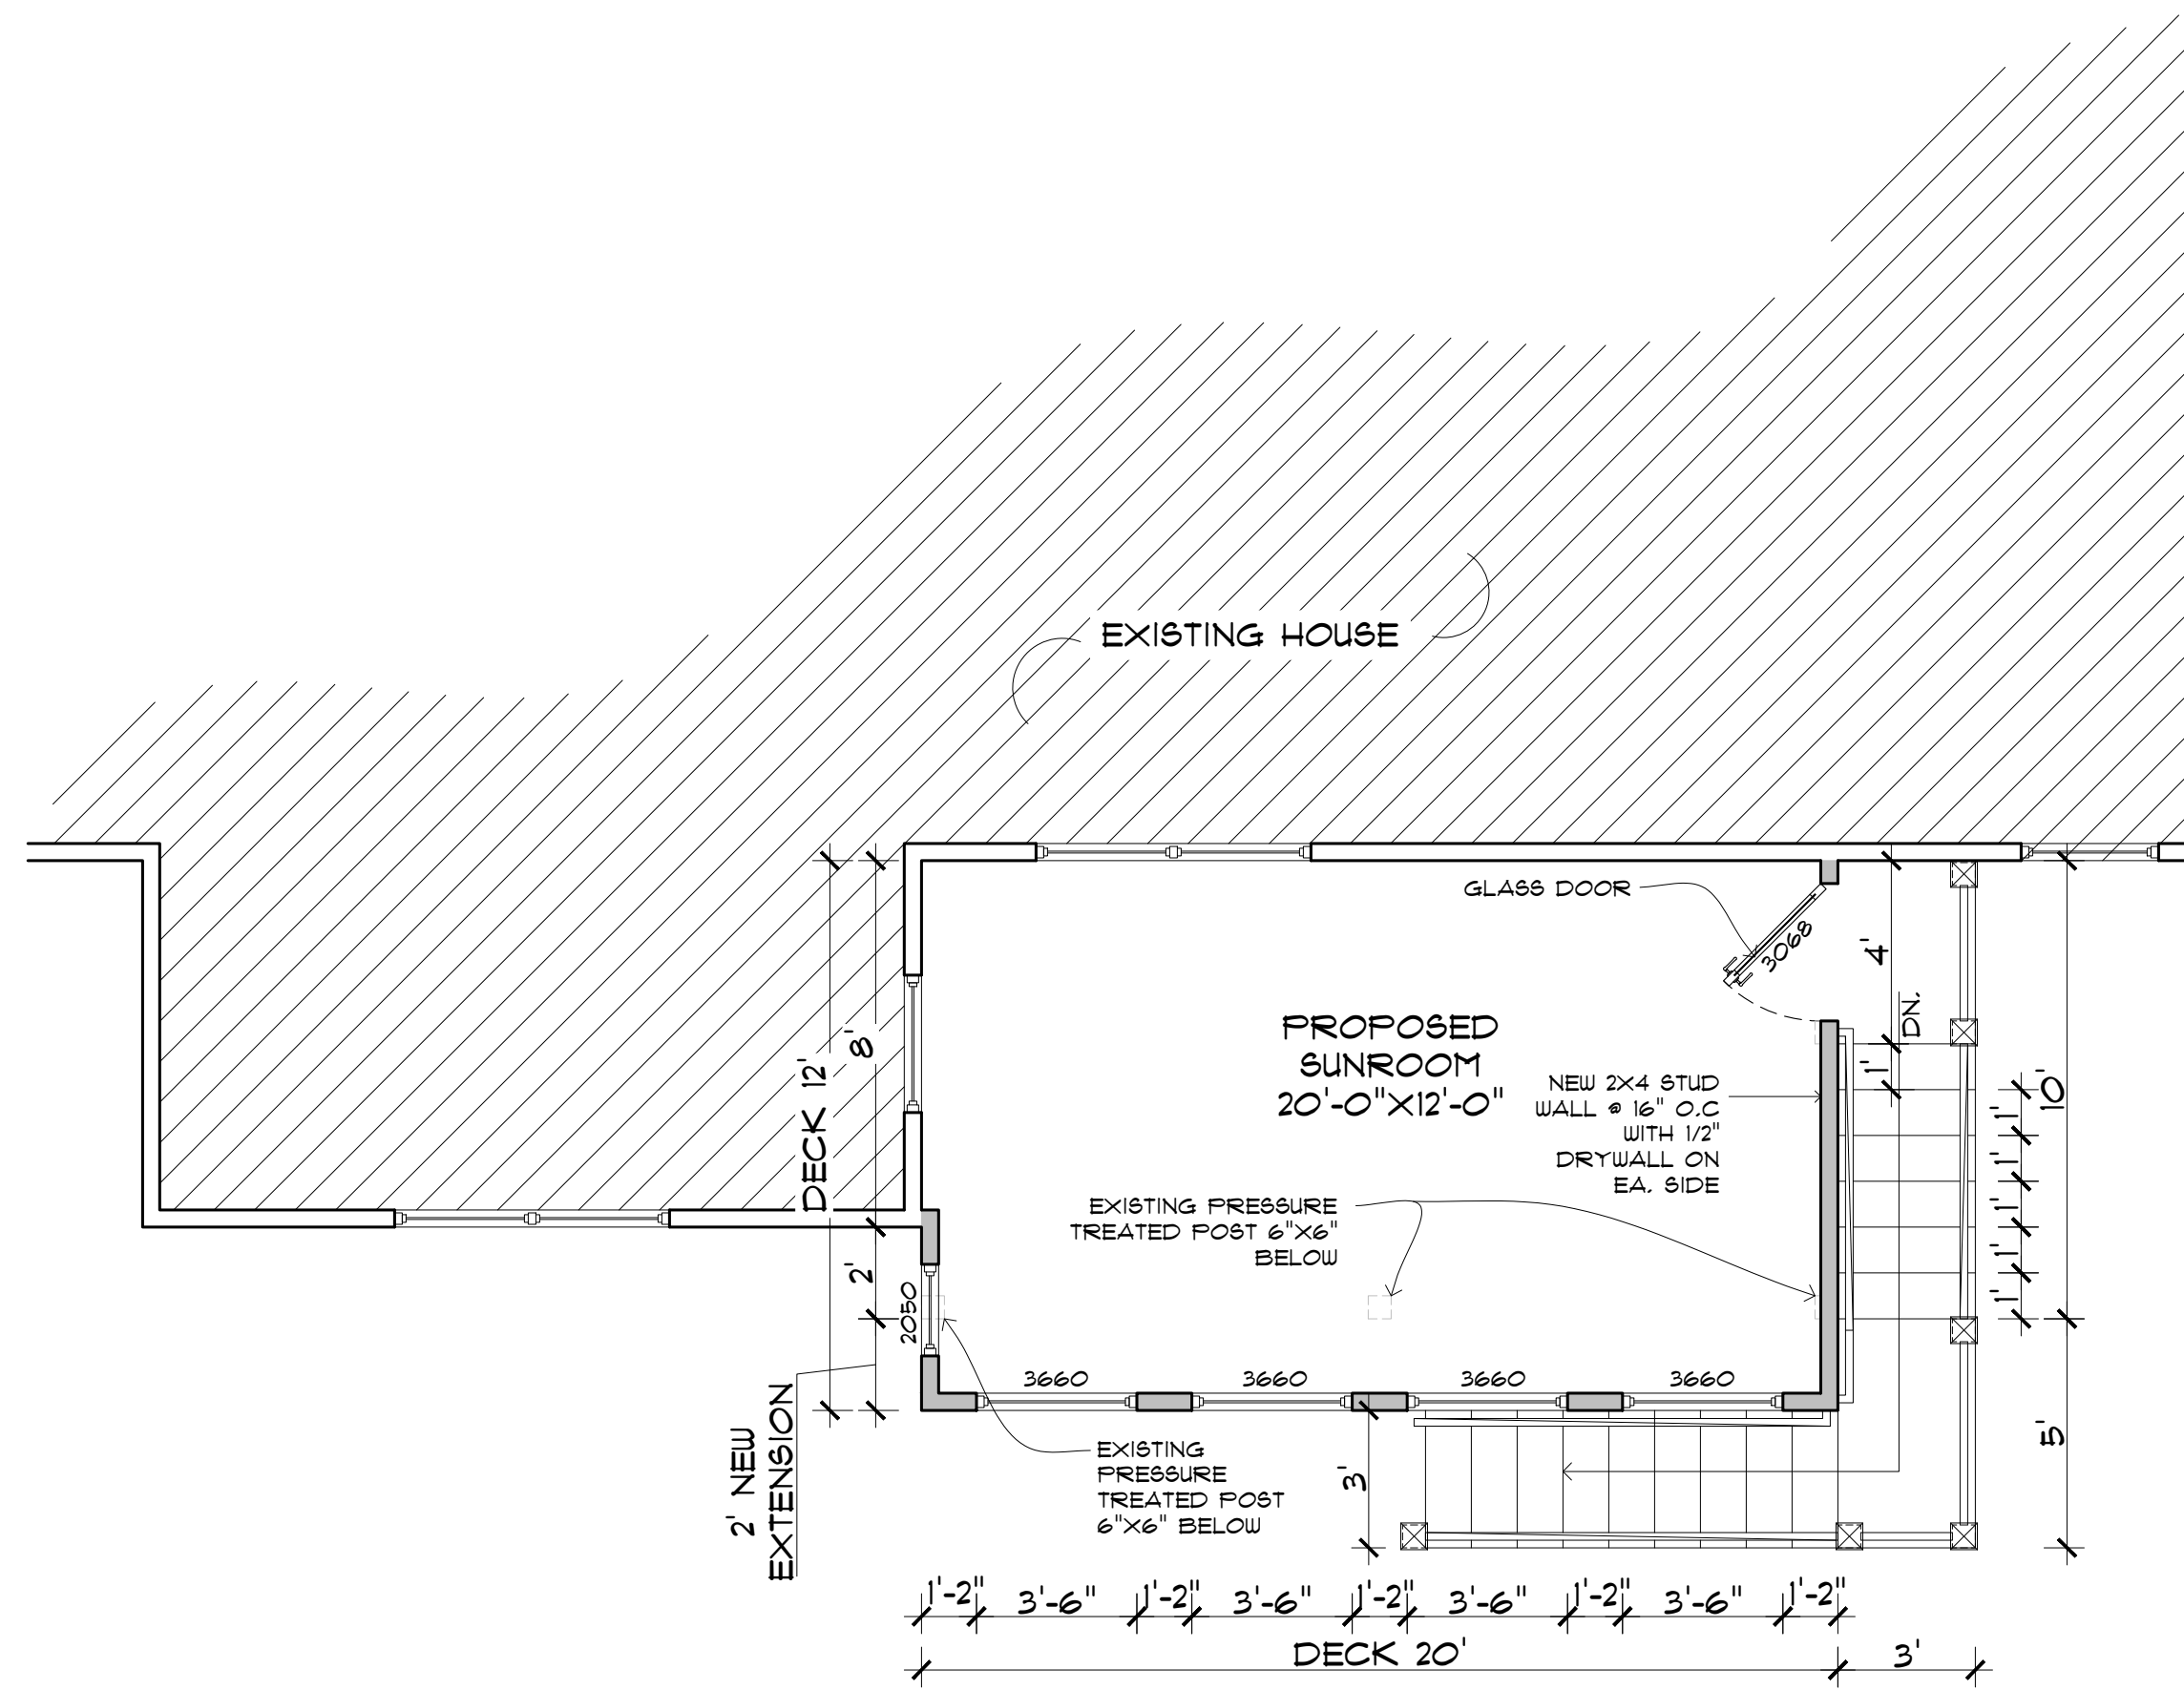 EXISTING HOUSE
GLASS DOOR
3068
4'
DN.
1'
PROPOSED
SUNROOM
20'-0"X12'-0"
NEW 2X4 STUD
WALL @ 16" O.C
WITH 1/2"
DRYWALL ON
EA. SIDE
DECK 12'
8'
2'
2050
EXISTING PRESSURE
TREATED POST 6"X6"
BELOW
1'
1'
1'
1'
1'
10'
5'
3660
3660
3660
3660
2' NEW
EXTENSION
EXISTING
PRESSURE
TREATED POST
6"X6" BELOW
3'
1'-2"
3'-6"
1'-2"
3'-6"
1'-2"
3'-6"
1'-2"
3'-6"
1'-2"
DECK 20'
3'